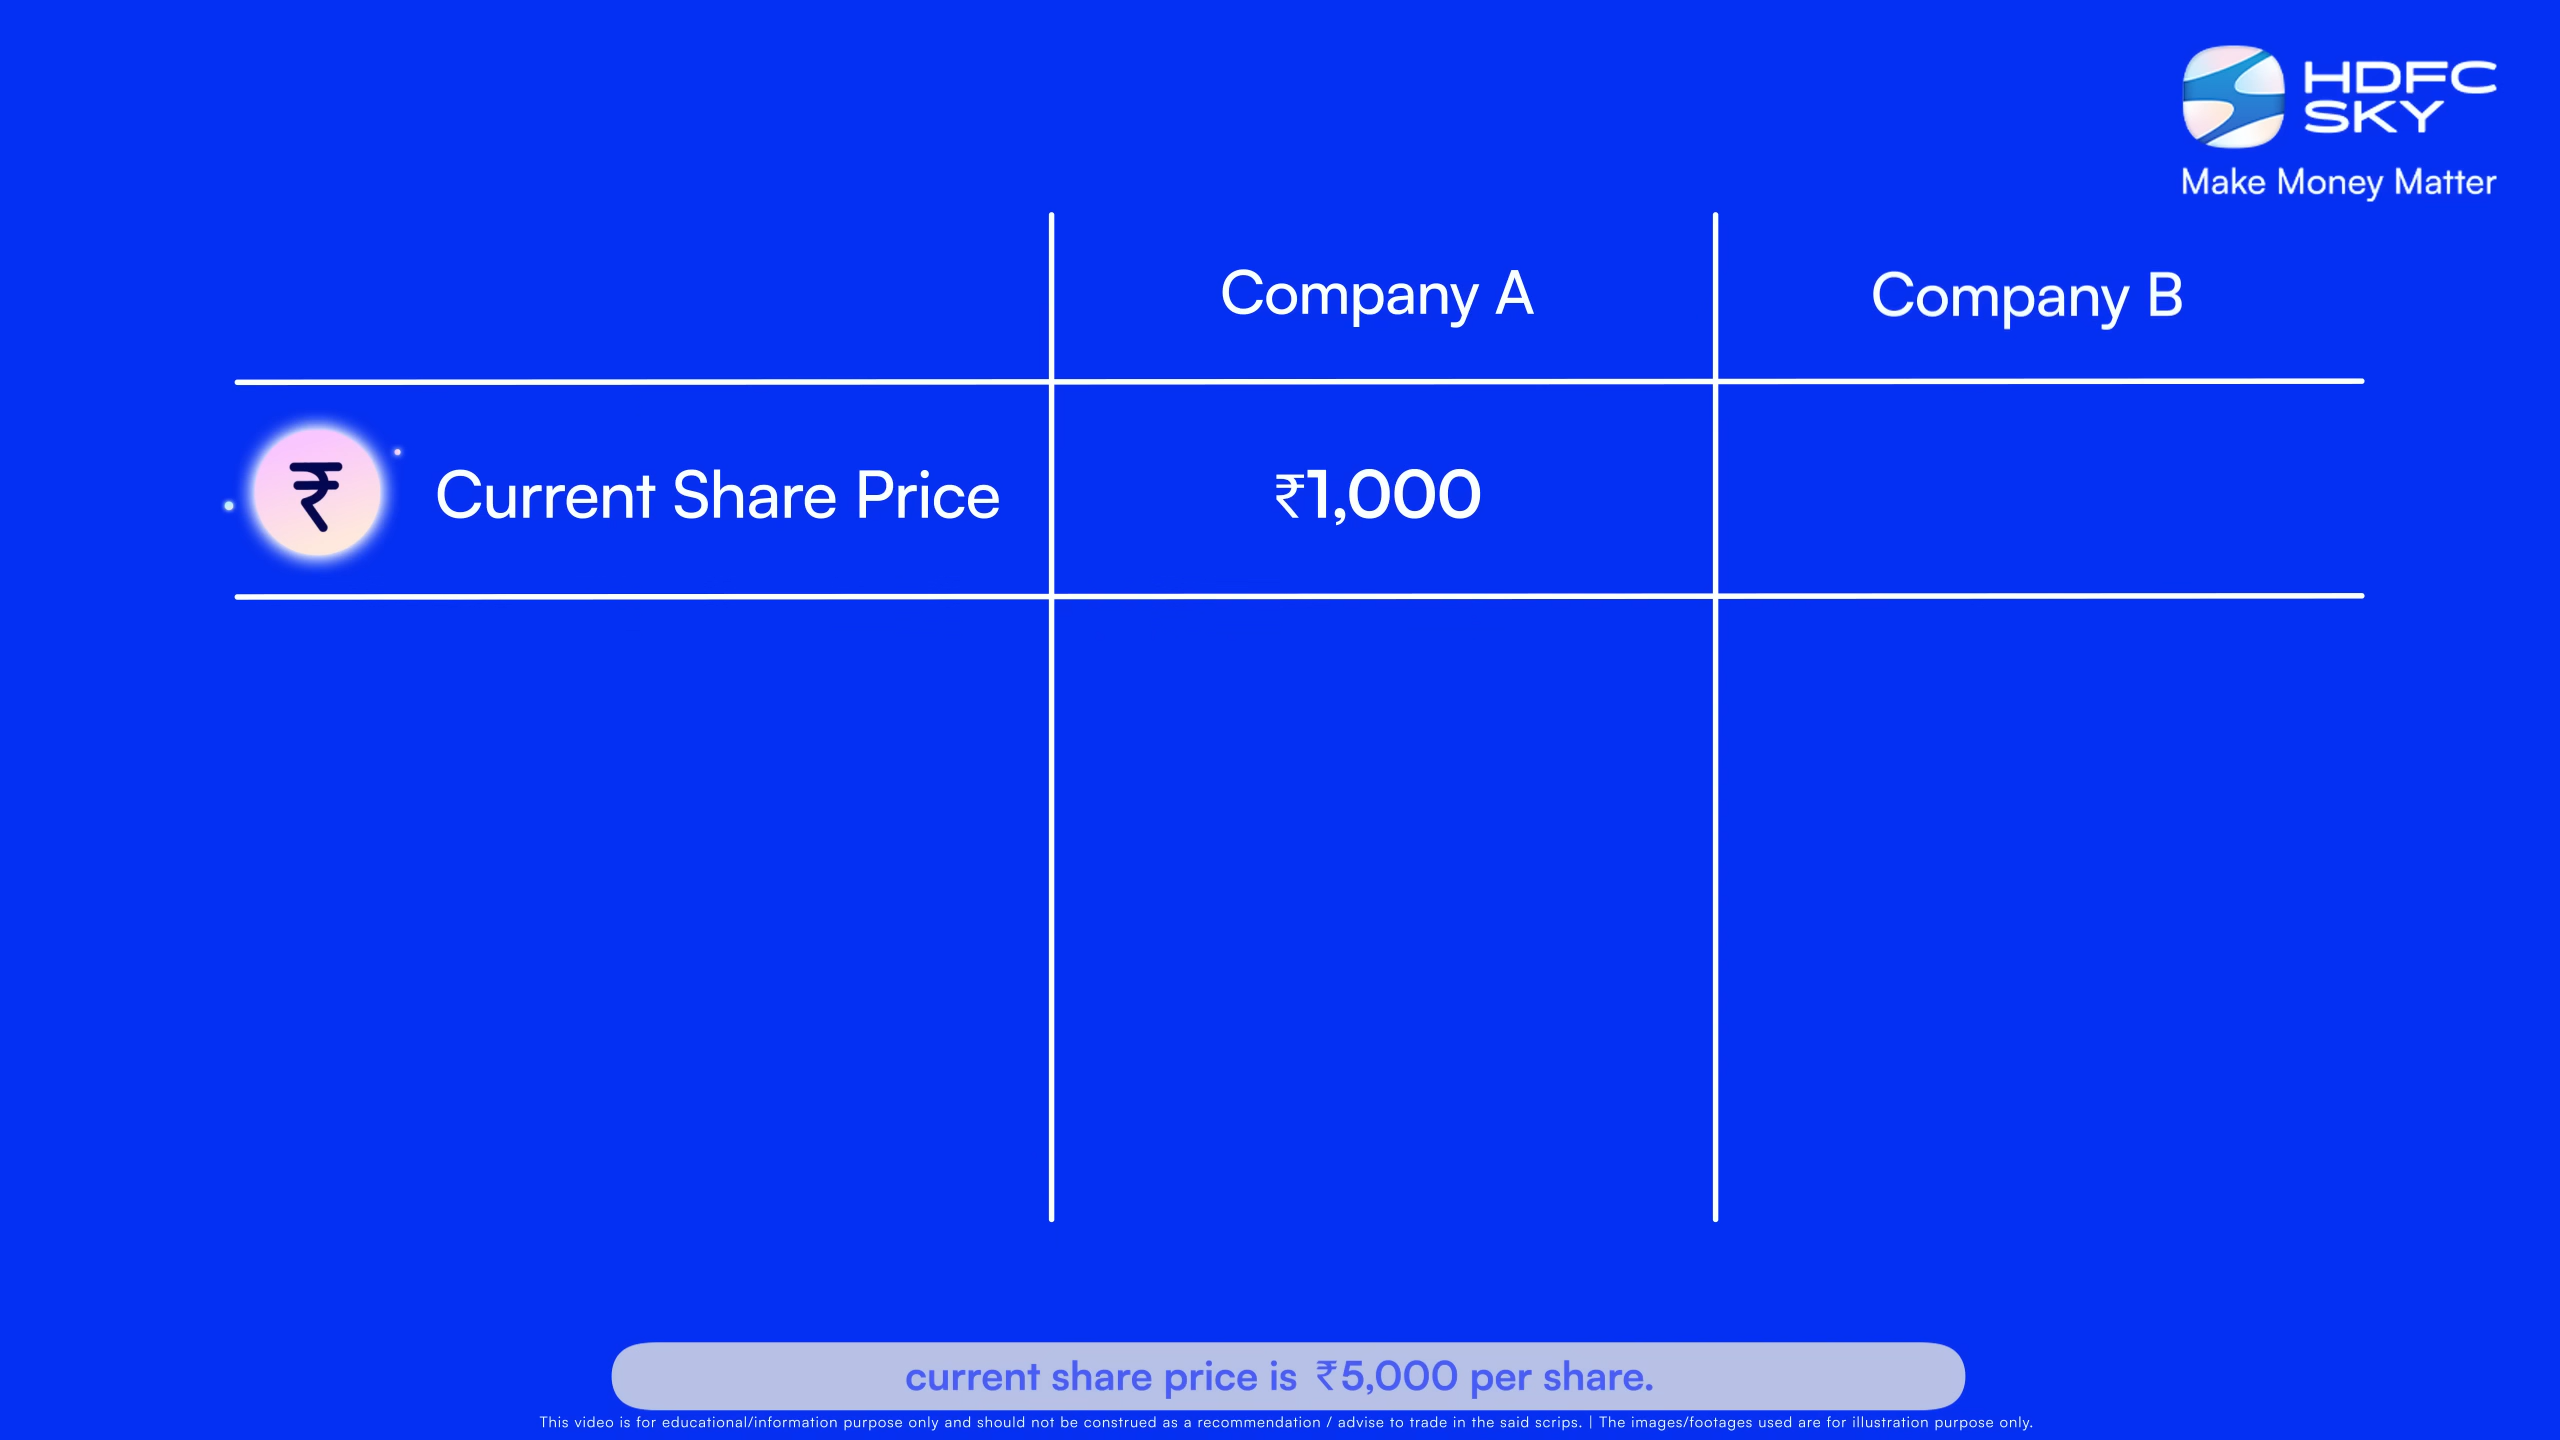 HDFC
SKY
Make Money Matter
Company A
Company B
₹
Current Share Price
₹1,000
current share price is ₹5,000 per share.
This video is for educational/information purpose only and should not be construed as a recommendation / advise to trade in the said scrips. | The images/footages used are for illustration purpose only.